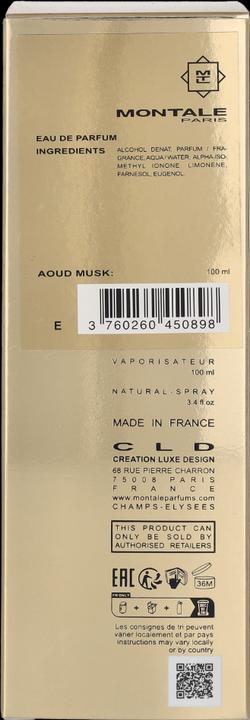 MT
MONTALE
PARIS
EAU DE PARFUM
INGREDIENTS
ALCOHOL DENAT, PARFUM / FRA-
GRANCE, AQUA/WATER, ALPHA-ISO-
METHYL IONONE LIMONENE,
FARNESOL, EUGENOL.
AOUD MUSK:
100 ml
E 3 760260 450898
VAPORISATEUR
100 ml
NATURAL-SPRAY
3.4 fl oz
MADE IN FRANCE
CLD
CREATION LUXE DESIGN
68 RUE PIERRE CHARRON
75008 PARIS
FRANCE
www.montaleparfums.com
CHAMPS-ELYSEES
THIS PRODUCT CAN
ONLY BE SOLD BY
AUTHORISED RETAILERS
EAC
36M
FR ONLY
+ + →
Les consignes de tri peuvent
varier localement et par pays
Instructions may vary locally
or by country